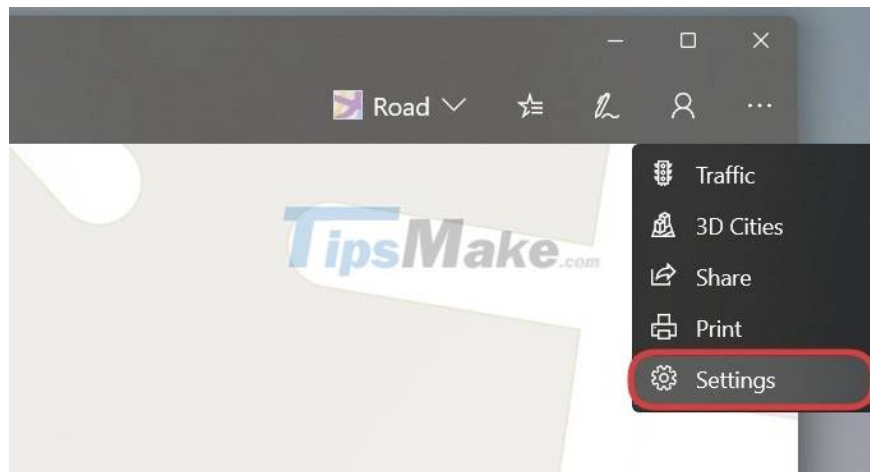 Road
TipsMake.com
Traffic
3D Cities
Share
Print
Settings